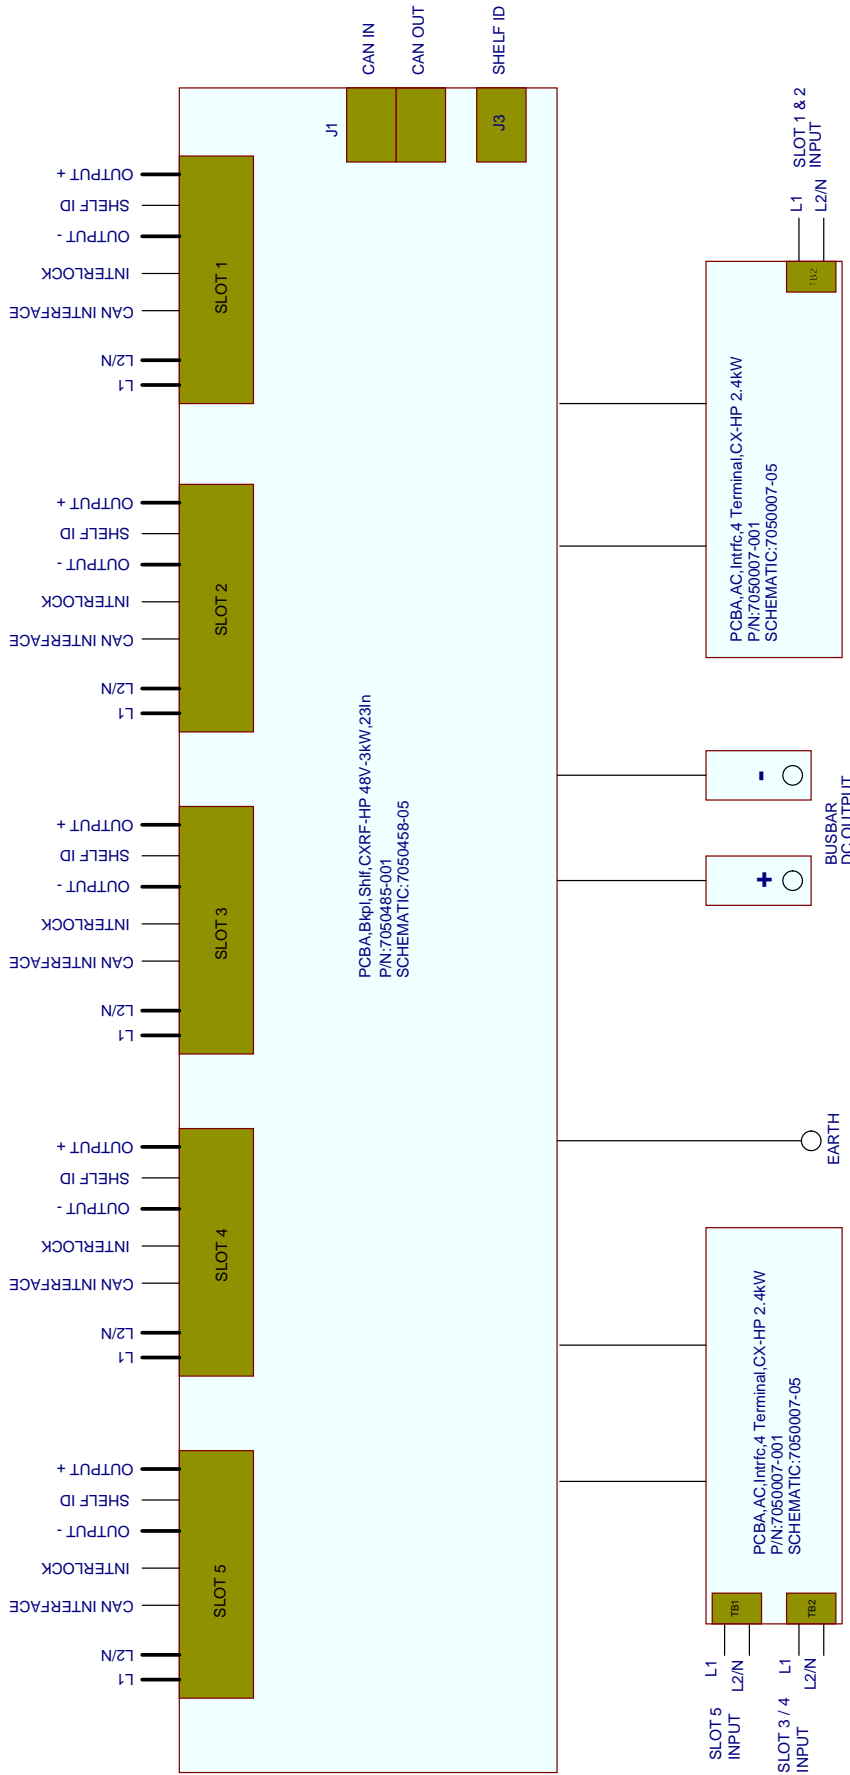 CAN IN
CAN OUT
SHELF ID
J1
J3
OUTPUT +
SHELF ID
OUTPUT -
INTERLOCK
CAN INTERFACE
L2/N
L1
SLOT 1
OUTPUT +
SHELF ID
OUTPUT -
INTERLOCK
CAN INTERFACE
L2/N
L1
SLOT 2
OUTPUT +
SHELF ID
OUTPUT -
INTERLOCK
CAN INTERFACE
L2/N
L1
SLOT 3
OUTPUT +
SHELF ID
OUTPUT -
INTERLOCK
CAN INTERFACE
L2/N
L1
SLOT 4
OUTPUT +
SHELF ID
OUTPUT -
INTERLOCK
CAN INTERFACE
L2/N
L1
SLOT 5
PCBA,Bkpl,Shlf,CXRF-HP 48V-3kW,23In
P/N:7050485-001
SCHEMATIC:7050458-05
SLOT 1 & 2
INPUT
L1
L2/N
TB2
PCBA,AC,Intrfc,4 Terminal,CX-HP 2.4kW
P/N:7050007-001
SCHEMATIC:7050007-05
-
+
BUSBAR
DC OUTPUT
EARTH
PCBA,AC,Intrfc,4 Terminal,CX-HP 2.4kW
P/N:7050007-001
SCHEMATIC:7050007-05
TB1
TB2
L1
L2/N
L1
L2/N
SLOT 5
INPUT
SLOT 3 / 4
INPUT